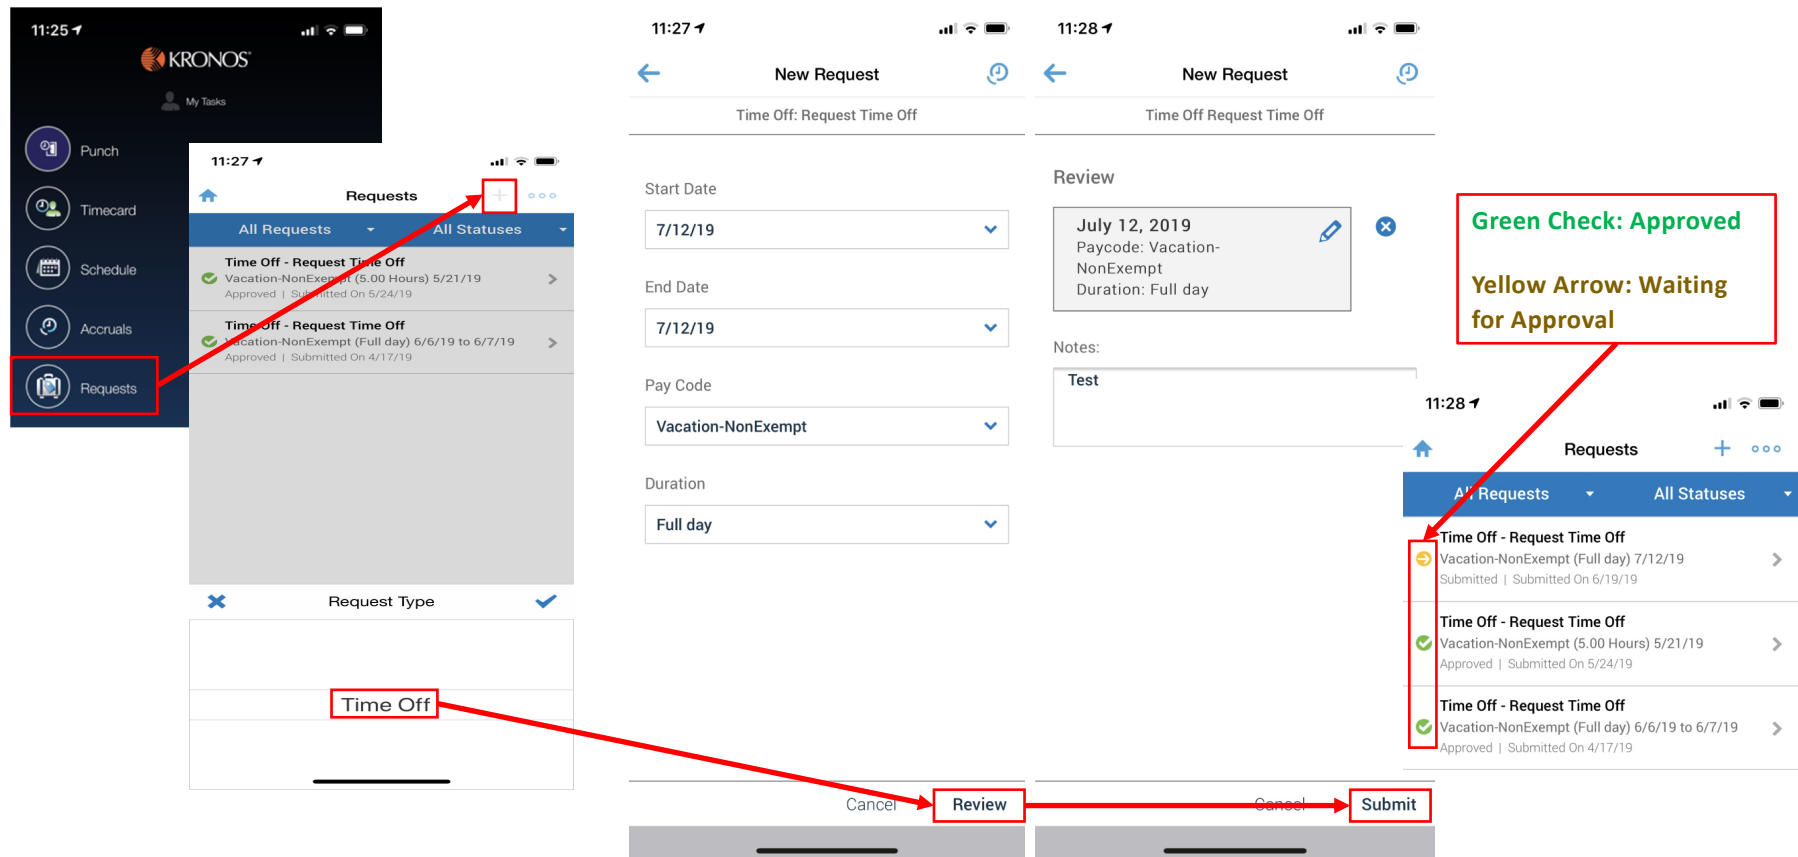 11:25
KRONOS
My Tasks
Punch
Timecard
Schedule
Accruals
Requests
11:27
Requests
All Requests
All Statuses
Time Off - Request Time Off
Vacation-NonExempt (5.00 Hours) 5/21/19
Approved | Submitted On 5/24/19
Time Off - Request Time Off
Vacation-NonExempt (Full day) 6/6/19 to 6/7/19
Approved | Submitted On 4/17/19
Request Type
Time Off
11:27
New Request
Time Off: Request Time Off
Start Date
7/12/19
End Date
7/12/19
Pay Code
Vacation-NonExempt
Duration
Full day
Cancel
Review
11:28
New Request
Time Off Request Time Off
Review
July 12, 2019
Paycode: Vacation-
NonExempt
Duration: Full day
Notes:
Test
Cancel
Submit
Green Check: Approved
Yellow Arrow: Waiting
for Approval
11:28
Requests
All Requests
All Statuses
Time Off - Request Time Off
Vacation-NonExempt (Full day) 7/12/19
Submitted | Submitted On 6/19/19
Time Off - Request Time Off
Vacation-NonExempt (5.00 Hours) 5/21/19
Approved | Submitted On 5/24/19
Time Off - Request Time Off
Vacation-NonExempt (Full day) 6/6/19 to 6/7/19
Approved | Submitted On 4/17/19